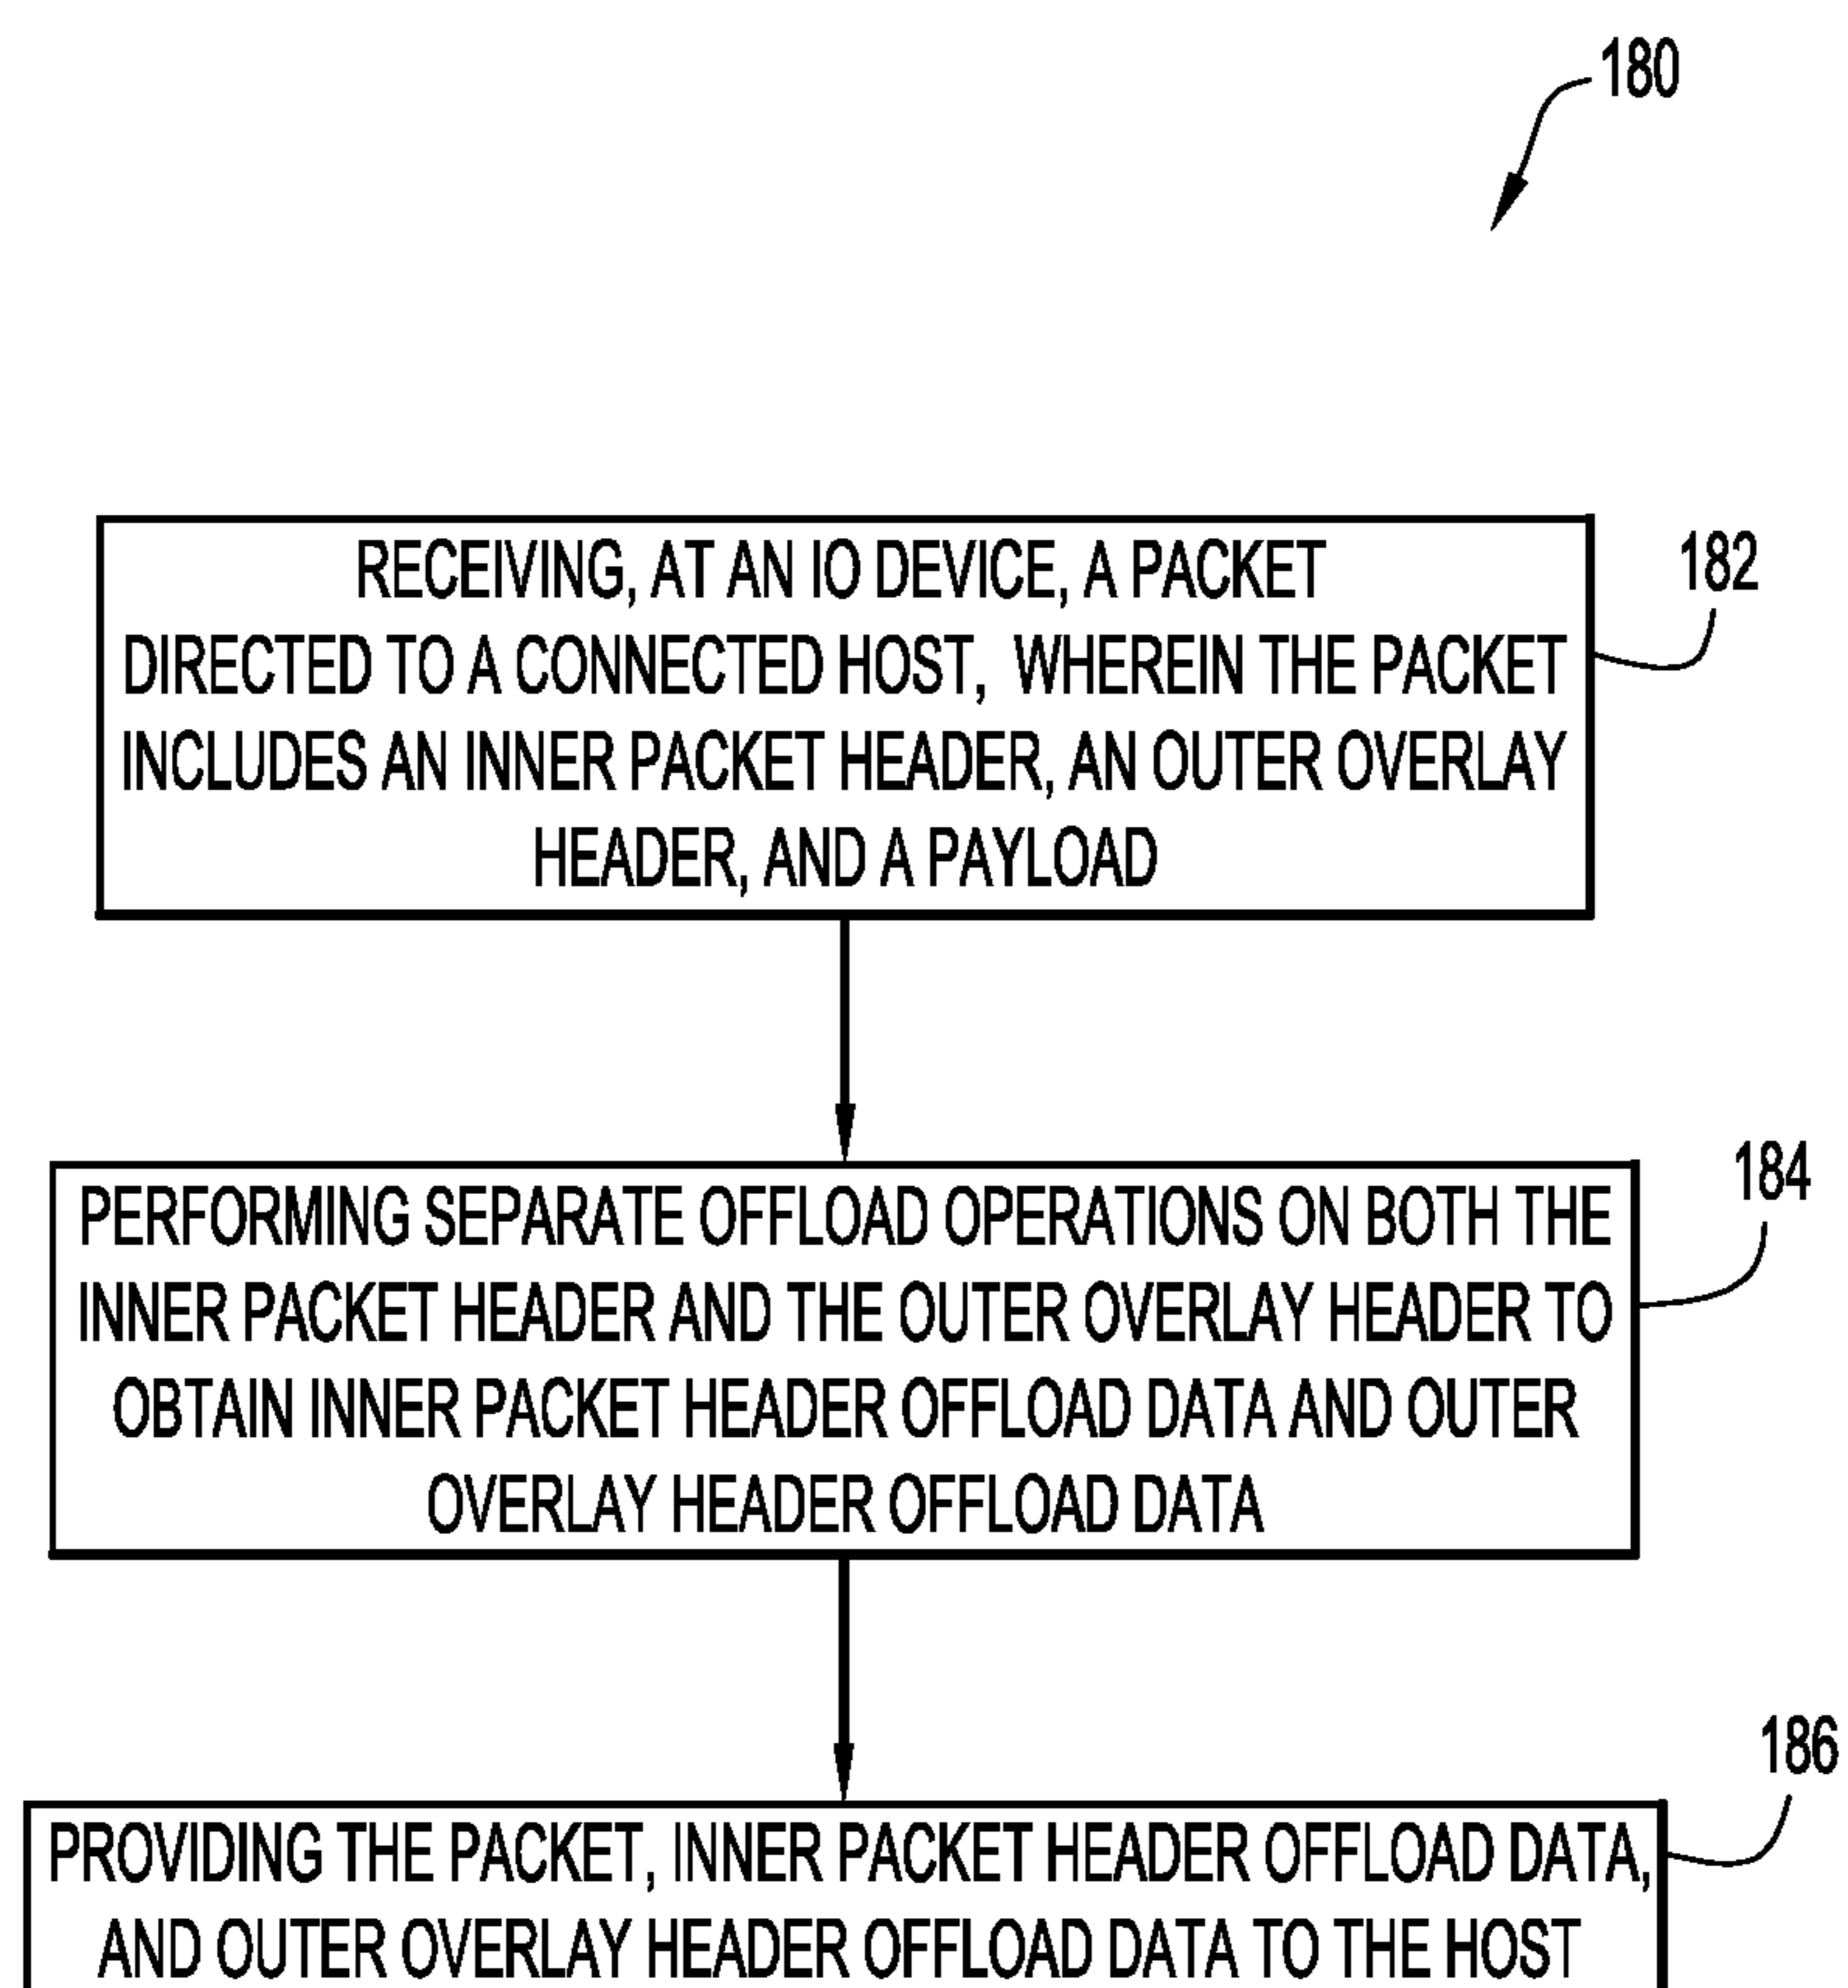 180
RECEIVING, AT AN IO DEVICE, A PACKET
DIRECTED TO A CONNECTED HOST, WHEREIN THE PACKET
INCLUDES AN INNER PACKET HEADER, AN OUTER OVERLAY
HEADER, AND A PAYLOAD
182
PERFORMING SEPARATE OFFLOAD OPERATIONS ON BOTH THE
INNER PACKET HEADER AND THE OUTER OVERLAY HEADER TO
OBTAIN INNER PACKET HEADER OFFLOAD DATA AND OUTER
OVERLAY HEADER OFFLOAD DATA
184
PROVIDING THE PACKET, INNER PACKET HEADER OFFLOAD DATA,
AND OUTER OVERLAY HEADER OFFLOAD DATA TO THE HOST
186